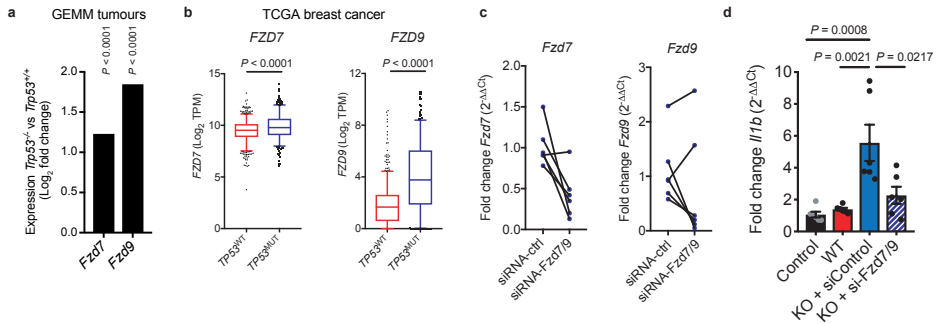 a
GEMM tumours
P < 0.0001
P < 0.0001
Expression Trp53-/- vs Trp53+/+
(Log2 fold change)
2.0
1.5
1.0
0.5
0.0
Fzd7
Fzd9
b
TCGA breast cancer
FZD7
P < 0.0001
FZD7 (Log2 TPM)
15
10
5
0
TP53WT
TP53MUT
FZD9
P < 0.0001
FZD9 (Log2 TPM)
12
8
4
0
TP53WT
TP53MUT
c
Fzd7
Fold change Fzd7 (2-ΔΔCt)
2.0
1.5
1.0
0.5
0.0
siRNA-ctrl
siRNA-Fzd7/9
Fzd9
Fold change Fzd9 (2-ΔΔCt)
3
2
1
0
siRNA-ctrl
siRNA-Fzd7/9
d
P = 0.0008
P = 0.0021
P = 0.0217
Fold change Il1b (2-ΔΔCt)
10
8
6
4
2
0
Control
WT
KO + siControl
KO + si-Fzd7/9